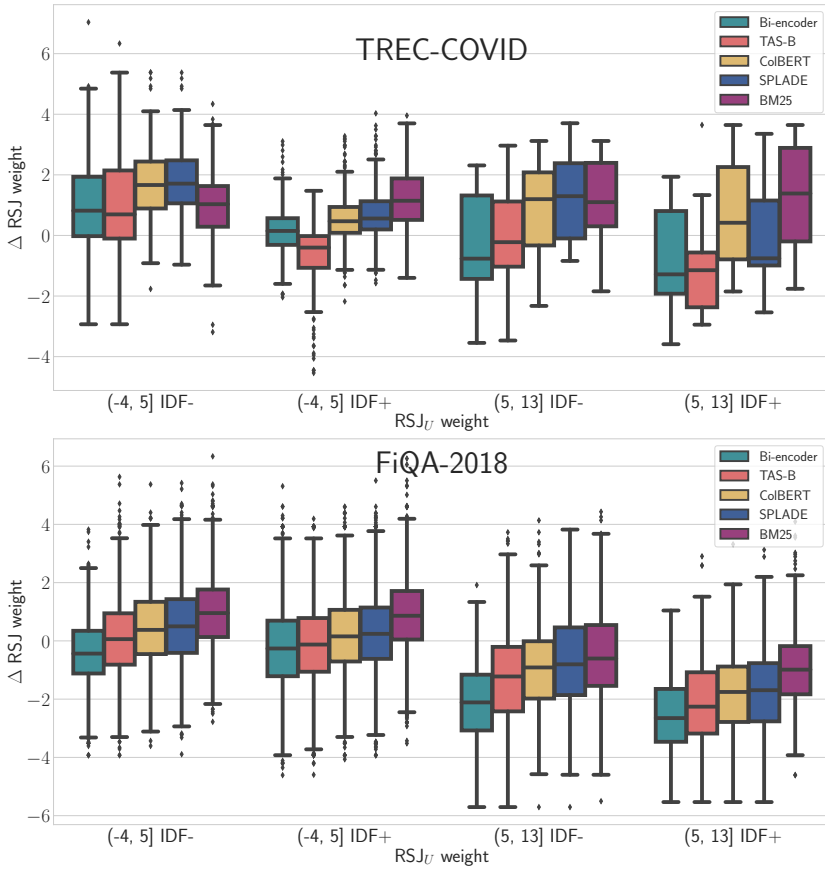 TREC-COVID
Bi-encoder
TAS-B
ColBERT
SPLADE
BM25
6
4
2
0
−2
−4
Δ RSJ weight
(-4, 5] IDF-
(-4, 5] IDF+
(5, 13] IDF-
(5, 13] IDF+
RSJ_U weight
FiQA-2018
Bi-encoder
TAS-B
ColBERT
SPLADE
BM25
6
4
2
0
−2
−4
−6
Δ RSJ weight
(-4, 5] IDF-
(-4, 5] IDF+
(5, 13] IDF-
(5, 13] IDF+
RSJ_U weight